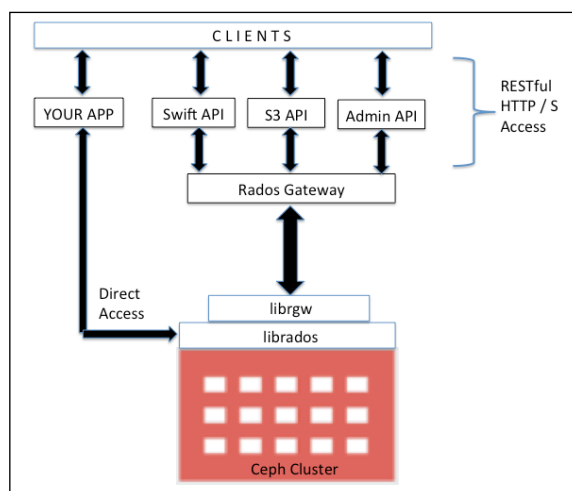 C L I E N T S
YOUR APP
Swift API
S3 API
Admin API
RESTful
HTTP / S
Access
Rados Gateway
Direct
Access
librgw
librados
Ceph Cluster